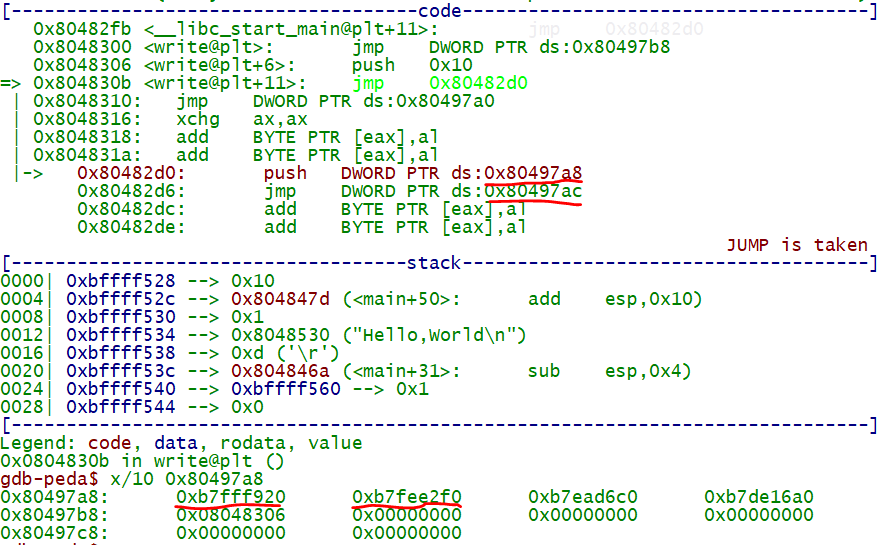 [-------------------------------------code-------------------------------------]
   0x80482fb <__libc_start_main@plt+11>:        jmp    0x80482d0
   0x8048300 <write@plt>:       jmp    DWORD PTR ds:0x80497b8
   0x8048306 <write@plt+6>:     push   0x10
=> 0x804830b <write@plt+11>:    jmp    0x80482d0
 | 0x8048310:   jmp    DWORD PTR ds:0x80497a0
 | 0x8048316:   xchg   ax,ax
 | 0x8048318:   add    BYTE PTR [eax],al
 | 0x804831a:   add    BYTE PTR [eax],al
 |->   0x80482d0:       push   DWORD PTR ds:0x80497a8
       0x80482d6:       jmp    DWORD PTR ds:0x80497ac
       0x80482dc:       add    BYTE PTR [eax],al
       0x80482de:       add    BYTE PTR [eax],al
                                                                  JUMP is taken
[------------------------------------stack-------------------------------------]
0000| 0xbffff528 --> 0x10
0004| 0xbffff52c --> 0x804847d (<main+50>:      add    esp,0x10)
0008| 0xbffff530 --> 0x1
0012| 0xbffff534 --> 0x8048530 ("Hello,World\n")
0016| 0xbffff538 --> 0xd ('\r')
0020| 0xbffff53c --> 0x804846a (<main+31>:      sub    esp,0x4)
0024| 0xbffff540 --> 0xbffff560 --> 0x1
0028| 0xbffff544 --> 0x0
[------------------------------------------------------------------------------]
Legend: code, data, rodata, value
0x0804830b in write@plt ()
gdb-peda$ x/10 0x80497a8
0x80497a8:      0xb7fff920      0xb7fee2f0      0xb7ead6c0      0xb7de16a0
0x80497b8:      0x08048306      0x00000000      0x00000000      0x00000000
0x80497c8:      0x00000000      0x00000000